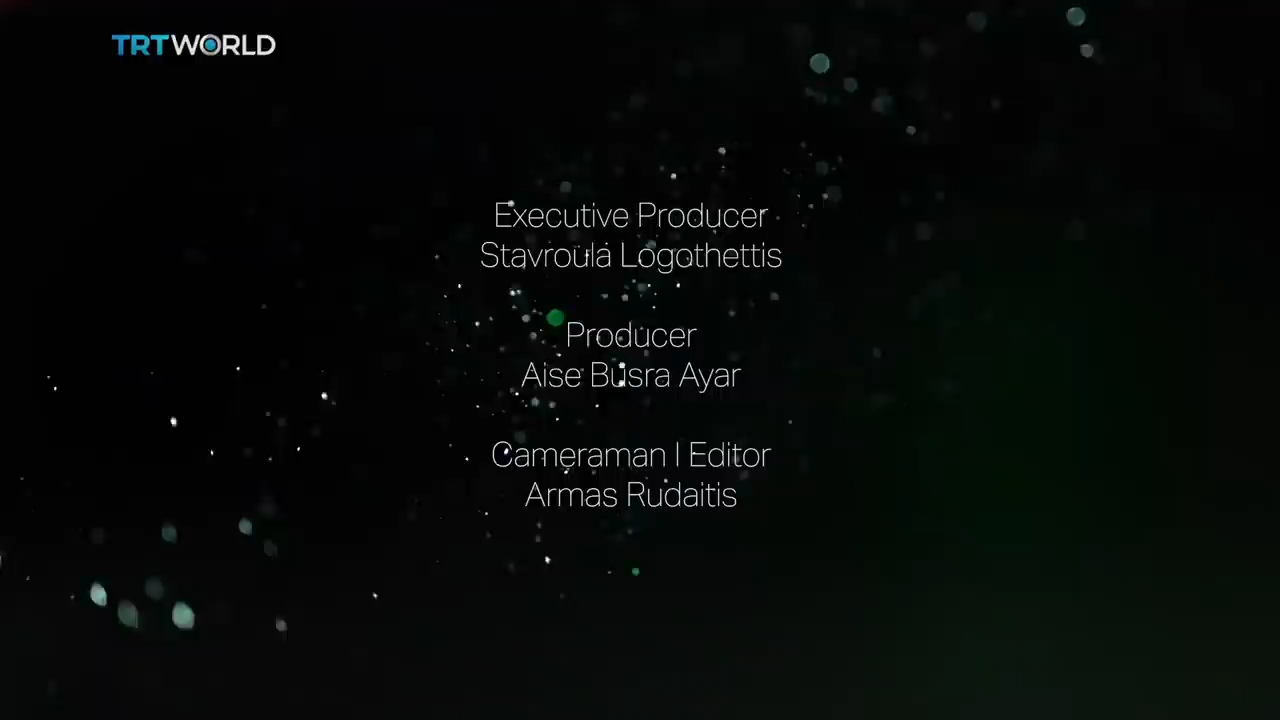 TRTWORLD
Executive Producer
Stavroula Logothettis
Producer
Aise Busra Ayar
Cameraman | Editor
Armas Rudaitis